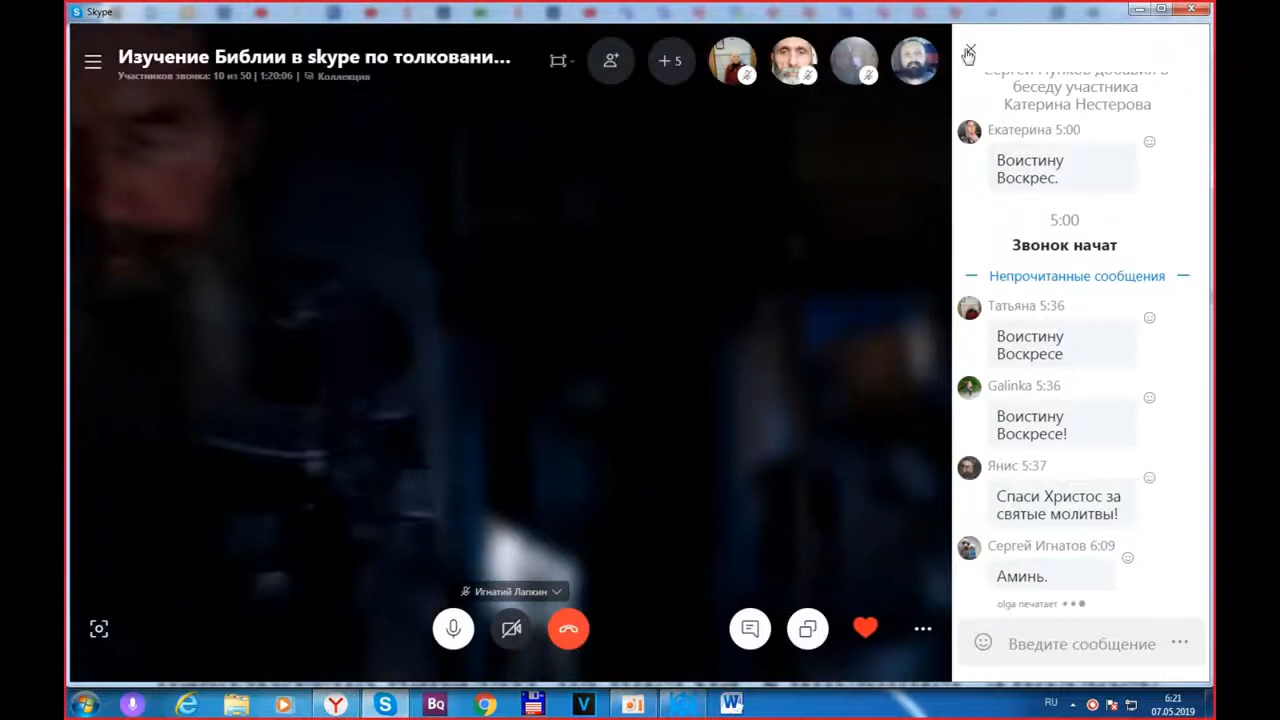 Skype
Изучение Библии в skype по толковани...
Участников звонка: 10 из 50 | 1:20:06 | Коллекция
+ 5
беседу участника
Катерина Нестерова
Екатерина 5:00
Воистину
Воскрес.
5:00
Звонок начат
Непрочитанные сообщения
Татьяна 5:36
Воистину
Воскресе
Galinka 5:36
Воистину
Воскресе!
Янис 5:37
Спаси Христос за
святые молитвы!
Сергей Игнатов 6:09
Аминь.
olga печатает
Игнатий Лапкин
Введите сообщение
Bq
V
W
RU
6:21
07.05.2019